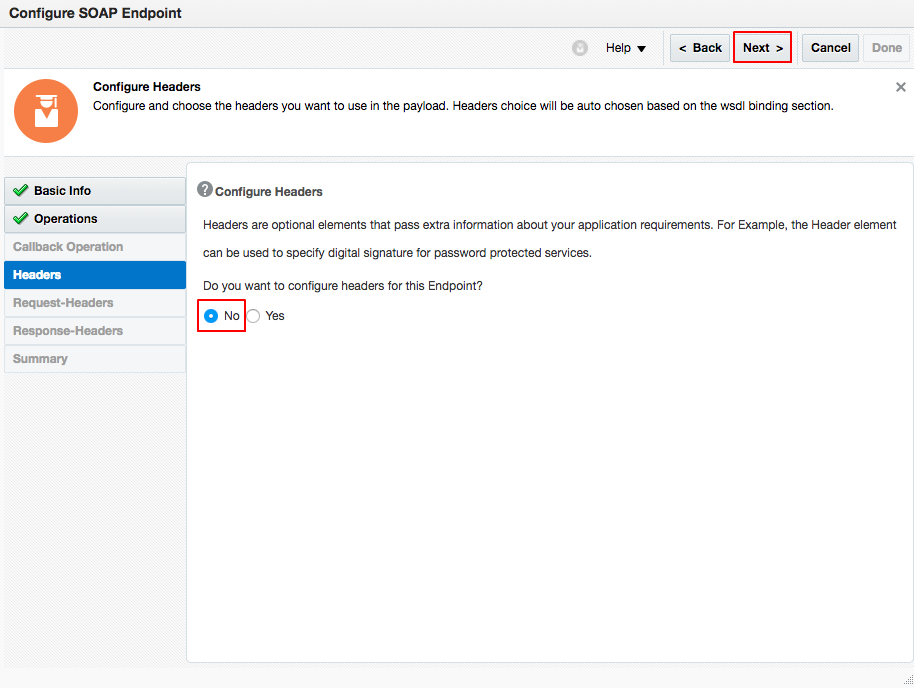 Configure SOAP Endpoint
Help
< Back
Next >
Cancel
Done
Configure Headers
Configure and choose the headers you want to use in the payload. Headers choice will be auto chosen based on the wsdl binding section.
Basic Info
Operations
Callback Operation
Headers
Request-Headers
Response-Headers
Summary
? Configure Headers
Headers are optional elements that pass extra information about your application requirements. For Example, the Header element
can be used to specify digital signature for password protected services.
Do you want to configure headers for this Endpoint?
No Yes